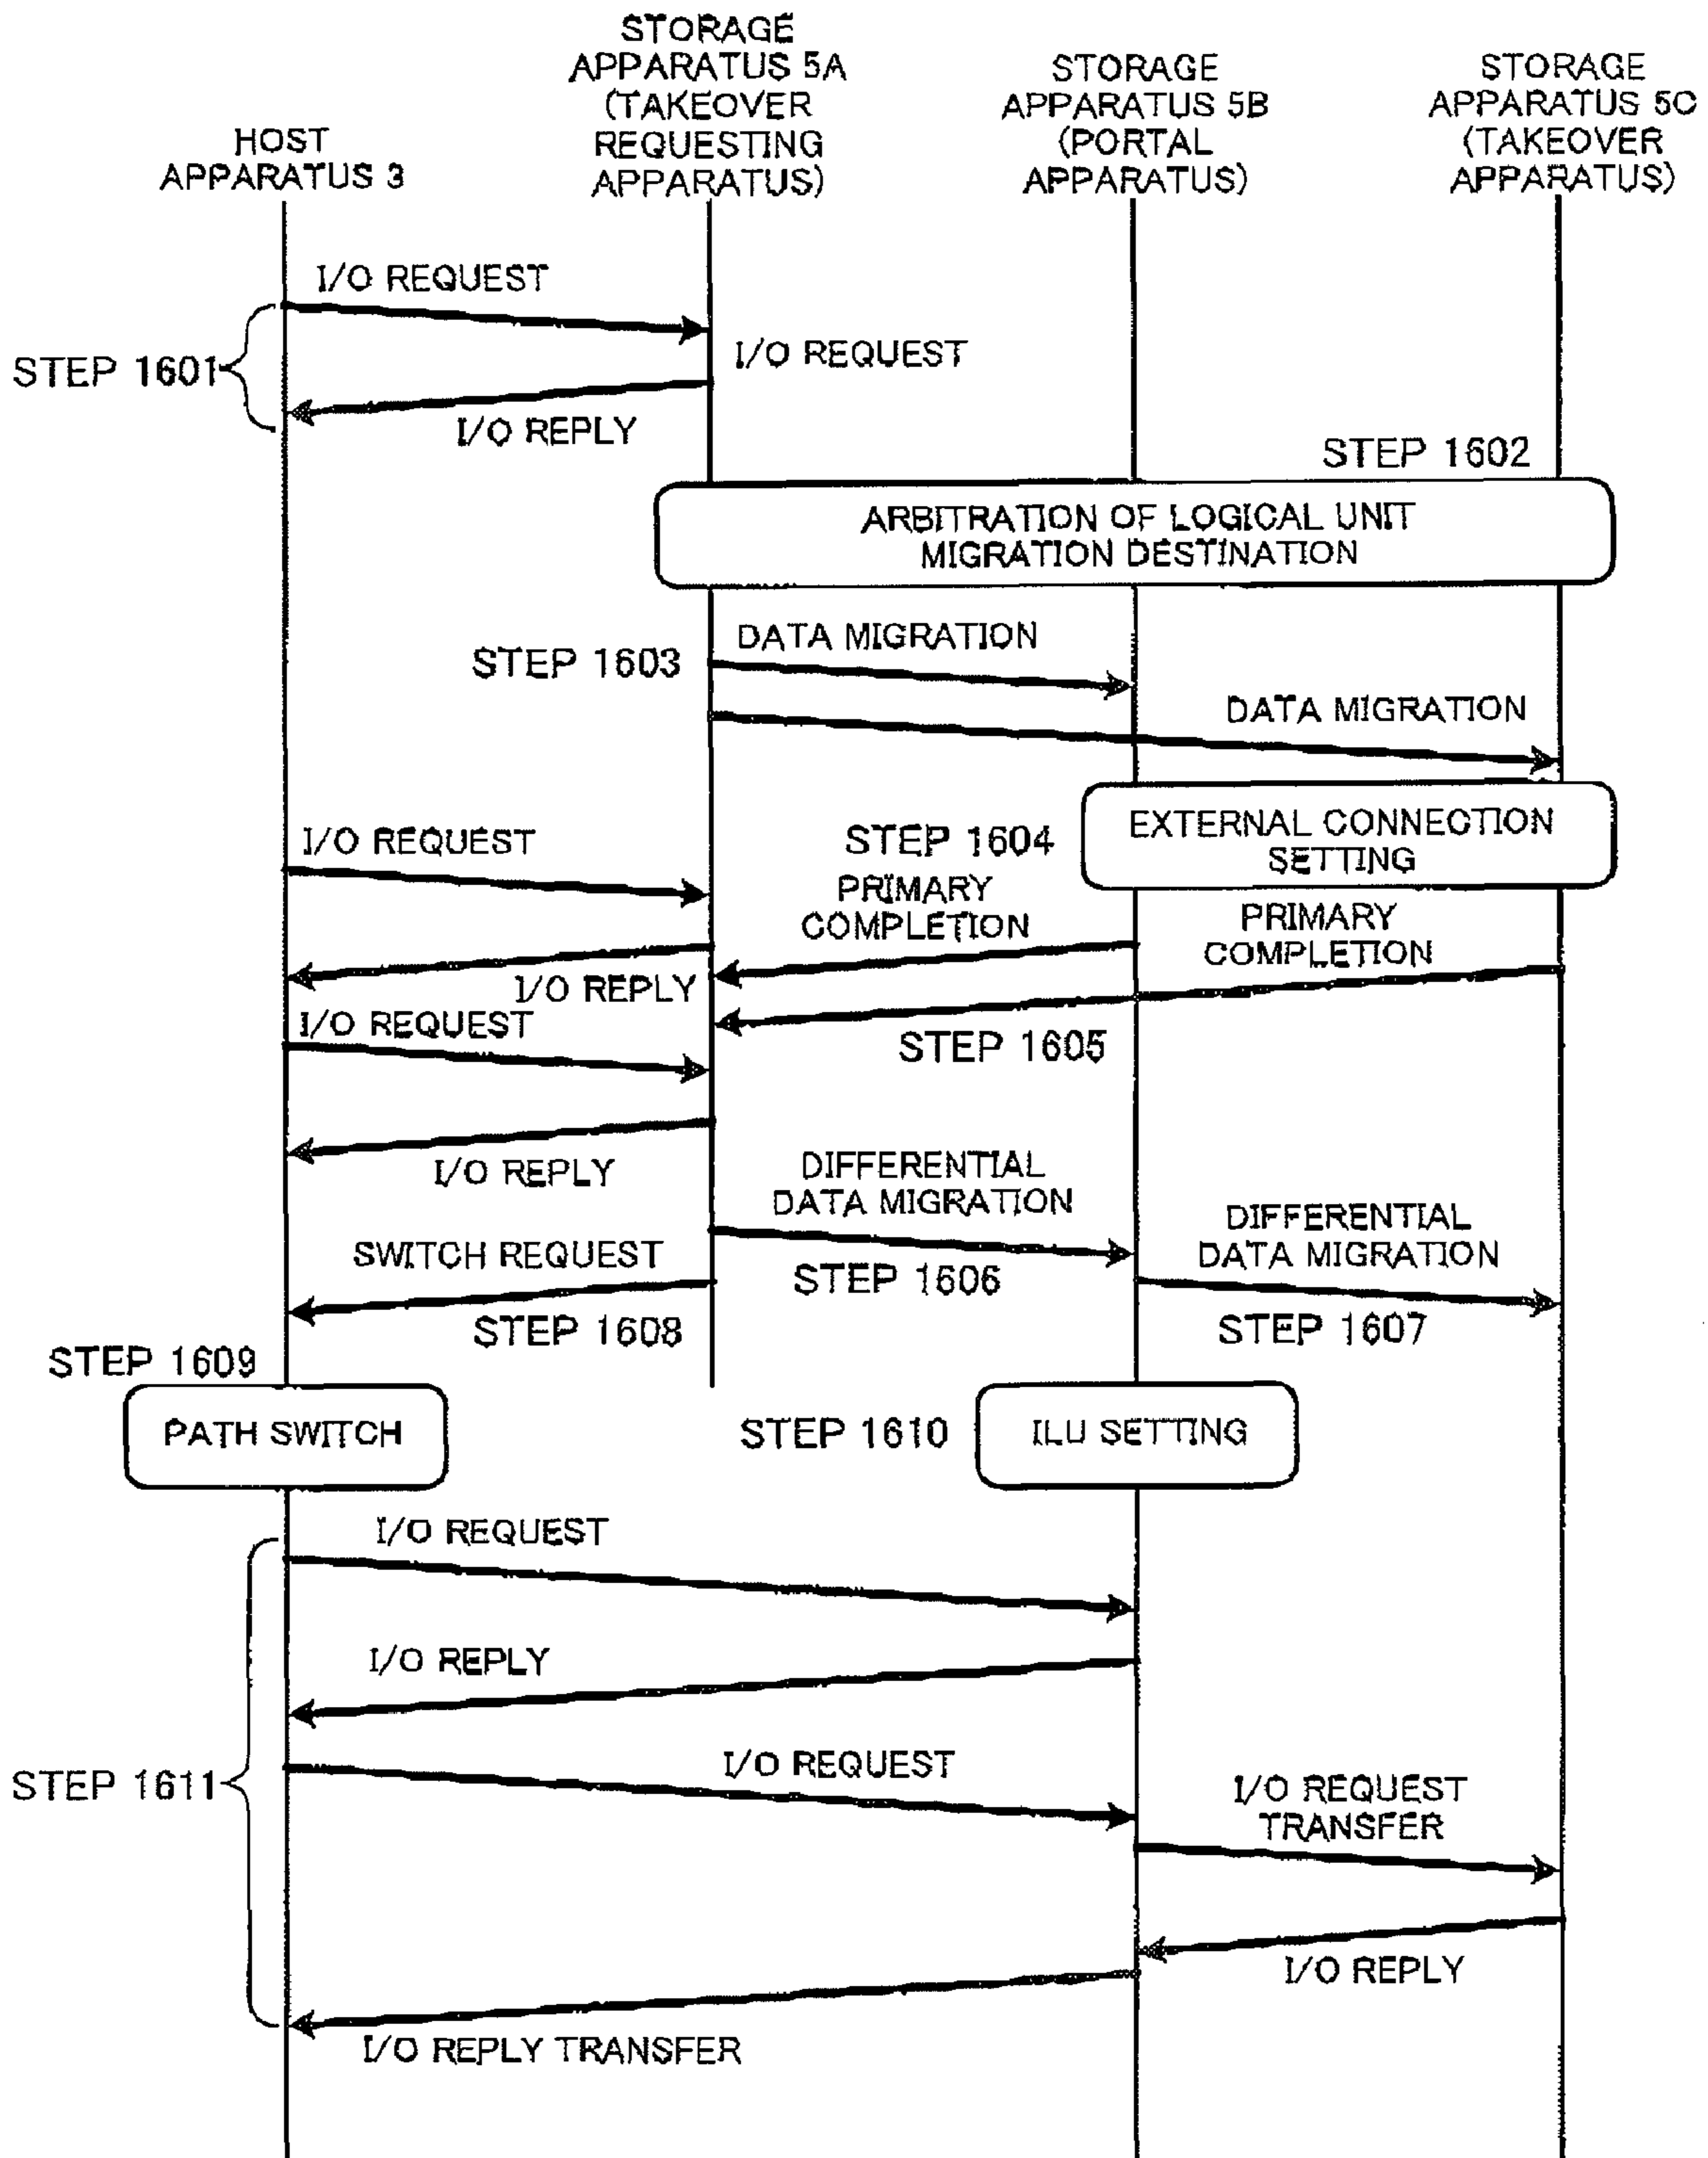 HOST
APPARATUS 3
STORAGE
APPARATUS 5A
(TAKEOVER
REQUESTING
APPARATUS)
STORAGE
APPARATUS 5B
(PORTAL
APPARATUS)
STORAGE
APPARATUS 5C
(TAKEOVER
APPARATUS)
I/O REQUEST
STEP 1601
I/O REQUEST
I/O REPLY
STEP 1602
ARBITRATION OF LOGICAL UNIT
MIGRATION DESTINATION
DATA MIGRATION
STEP 1603
DATA MIGRATION
EXTERNAL CONNECTION
SETTING
STEP 1604
I/O REQUEST
PRIMARY
COMPLETION
PRIMARY
COMPLETION
I/O REPLY
I/O REQUEST
STEP 1605
I/O REPLY
DIFFERENTIAL
DATA MIGRATION
DIFFERENTIAL
DATA MIGRATION
SWITCH REQUEST
STEP 1606
STEP 1608
STEP 1607
STEP 1609
PATH SWITCH
STEP 1610
ILU SETTING
I/O REQUEST
I/O REPLY
I/O REQUEST
STEP 1611
I/O REQUEST
TRANSFER
I/O REPLY
I/O REPLY TRANSFER